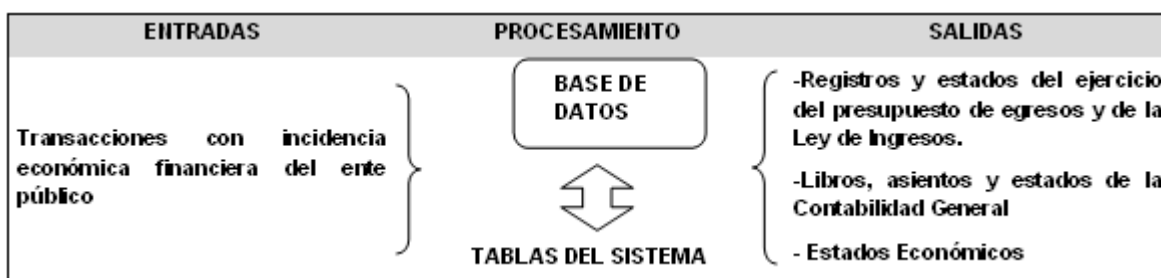 ENTRADAS PROCESAMIENTO SALIDAS
Transacciones con incidencia
económica financiera del ente
público
BASE DE
DATOS
TABLAS DEL SISTEMA
-Registros y estados del ejercicio
del presupuesto de egresos y de la
Ley de Ingresos.
-Libros, asientos y estados de la
Contabilidad General
- Estados Económicos